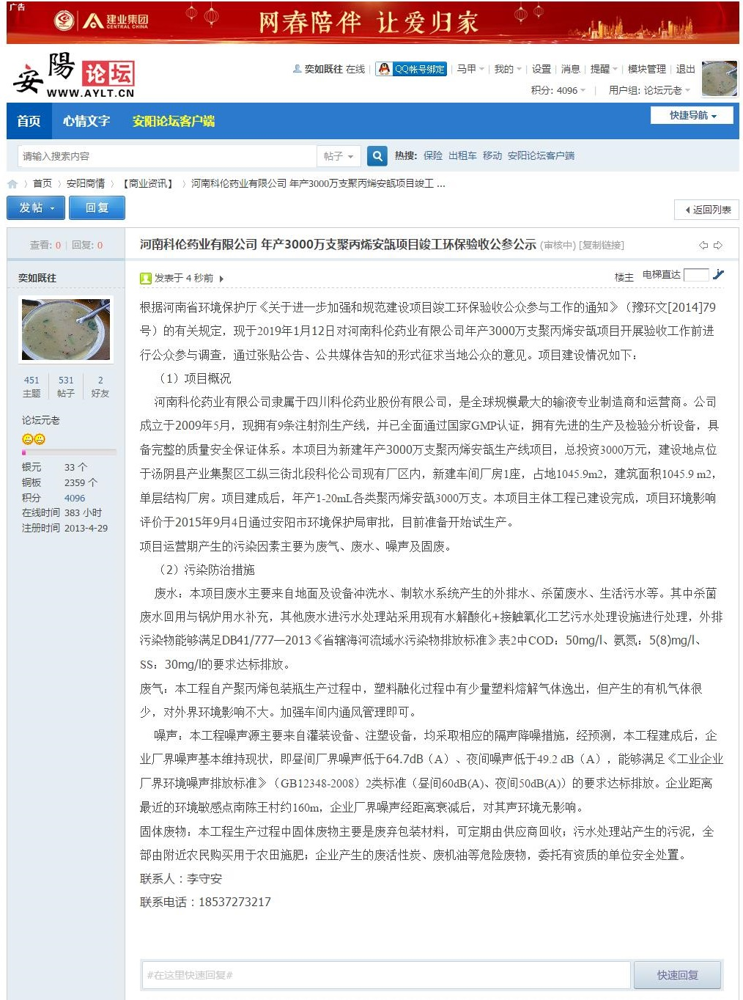 广告
建业集团
CENTRAL CHINA
网春陪伴 让爱归家
安陽论坛
WWW.AYLT.CN
奕如既往 在线 | QQ帐号绑定 | 马甲 | 我的 | 设置 | 消息 | 提醒 | 模块管理 | 退出
积分: 4096 | 用户组: 论坛元老
首页 心情文字 安阳论坛客户端 快捷导航
请输入搜索内容 帖子 热搜: 保险 出租车 移动 安阳论坛客户端
首页 › 安阳商情 › 【商业资讯】 › 河南科伦药业有限公司 年产3000万支聚丙烯安瓿项目竣工 ...
发帖 回复 返回列表
查看: 0 | 回复: 0 河南科伦药业有限公司 年产3000万支聚丙烯安瓿项目竣工环保验收公参公示 (审核中) [复制链接]
奕如既往
发表于 4 秒前 楼主 电梯直达
451 531 2
主题 帖子 好友
论坛元老
银元 33 个
铜板 2359 个
积分 4096
在线时间 383 小时
注册时间 2013-4-29
根据河南省环境保护厅《关于进一步加强和规范建设项目竣工环保验收公众参与工作的通知》（豫环文[2014]79
号）的有关规定，现于2019年1月12日对河南科伦药业有限公司年产3000万支聚丙烯安瓿项目开展验收工作前进
行公众参与调查，通过张贴公告、公共媒体告知的形式征求当地公众的意见。项目建设情况如下：
（1）项目概况
河南科伦药业有限公司隶属于四川科伦药业股份有限公司，是全球规模最大的输液专业制造商和运营商。公司
成立于2009年5月，现拥有9条注射剂生产线，并已全面通过国家GMP认证，拥有先进的生产及检验分析设备，具
备完整的质量安全保证体系。本项目为新建年产3000万支聚丙烯安瓿生产线项目，总投资3000万元，建设地点位
于汤阴县产业集聚区工纵三街北段科伦公司现有厂区内，新建车间厂房1座，占地1045.9m2，建筑面积1045.9 m2，
单层结构厂房。项目建成后，年产1-20mL各类聚丙烯安瓿3000万支。本项目主体工程已建设完成，项目环境影响
评价于2015年9月4日通过安阳市环境保护局审批，目前准备开始试生产。
项目运营期产生的污染因素主要为废气、废水、噪声及固废。
（2）污染防治措施
废水：本项目废水主要来自地面及设备冲洗水、制软水系统产生的外排水、杀菌废水、生活污水等。其中杀菌
废水回用与锅炉用水补充，其他废水进污水处理站采用现有水解酸化+接触氧化工艺污水处理设施进行处理，外排
污染物能够满足DB41/777—2013《省辖海河流域水污染物排放标准》表2中COD：50mg/l、氨氮：5(8)mg/l、
SS：30mg/l的要求达标排放。
废气：本工程自产聚丙烯包装瓶生产过程中，塑料融化过程中有少量塑料熔解气体逸出，但产生的有机气体很
少，对外界环境影响不大。加强车间内通风管理即可。
噪声：本工程噪声源主要来自灌装设备、注塑设备，均采取相应的隔声降噪措施，经预测，本工程建成后，企
业厂界噪声基本维持现状，即昼间厂界噪声低于64.7dB（A）、夜间噪声低于49.2 dB（A），能够满足《工业企业
厂界环境噪声排放标准》（GB12348-2008）2类标准（昼间60dB(A)、夜间50dB(A)）的要求达标排放。企业距离
最近的环境敏感点南陈王村约160m，企业厂界噪声经距离衰减后，对其声环境无影响。
固体废物：本工程生产过程中固体废物主要是废弃包装材料，可定期由供应商回收；污水处理站产生的污泥，全
部由附近农民购买用于农田施肥；企业产生的废活性炭、废机油等危险废物，委托有资质的单位安全处置。
联系人：李守安
联系电话：18537273217
#在这里快速回复# 快速回复